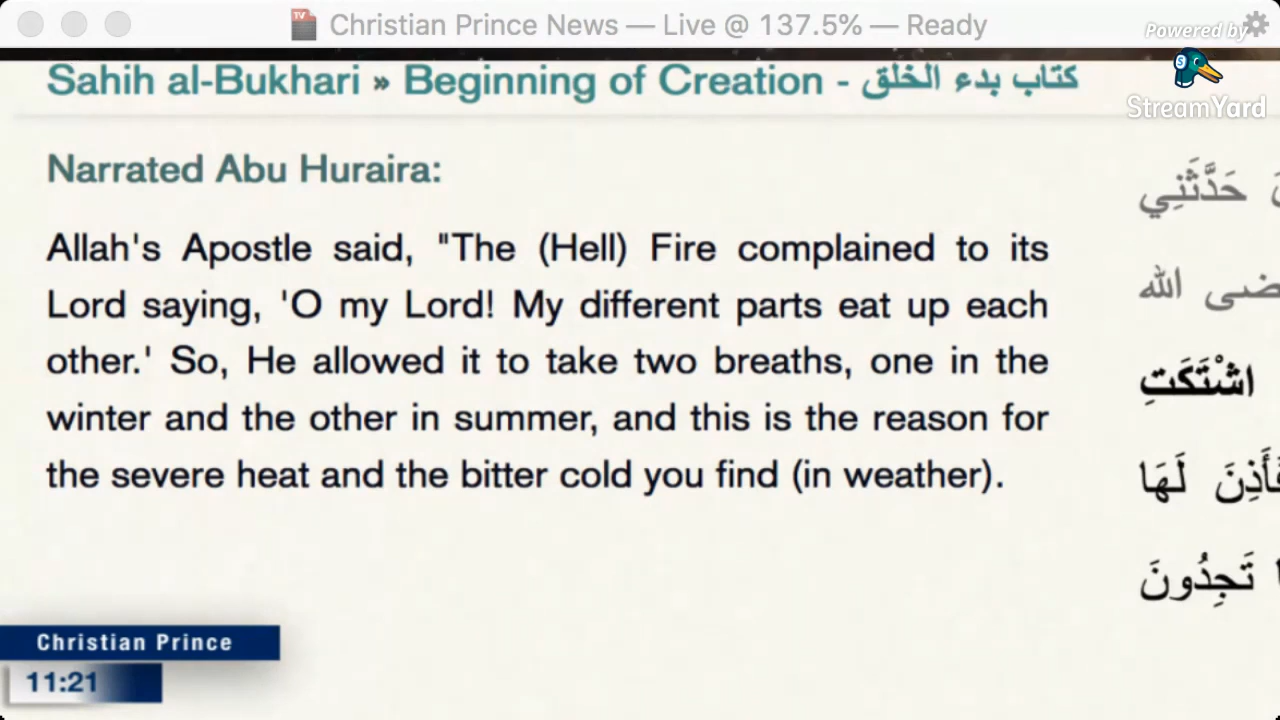 Christian Prince News — Live @ 137.5% — Ready
Powered by
StreamYard
Sahih al-Bukhari » Beginning of Creation - كتاب بدء الخلق
Narrated Abu Huraira:
Allah's Apostle said, "The (Hell) Fire complained to its
Lord saying, 'O my Lord! My different parts eat up each
other.' So, He allowed it to take two breaths, one in the
winter and the other in summer, and this is the reason for
the severe heat and the bitter cold you find (in weather).
حَدَّثَنِي
ضى الله
اشْتَكَتِ
فَأَذِنَ لَهَا
تَجِدُونَ
Christian Prince
11:21